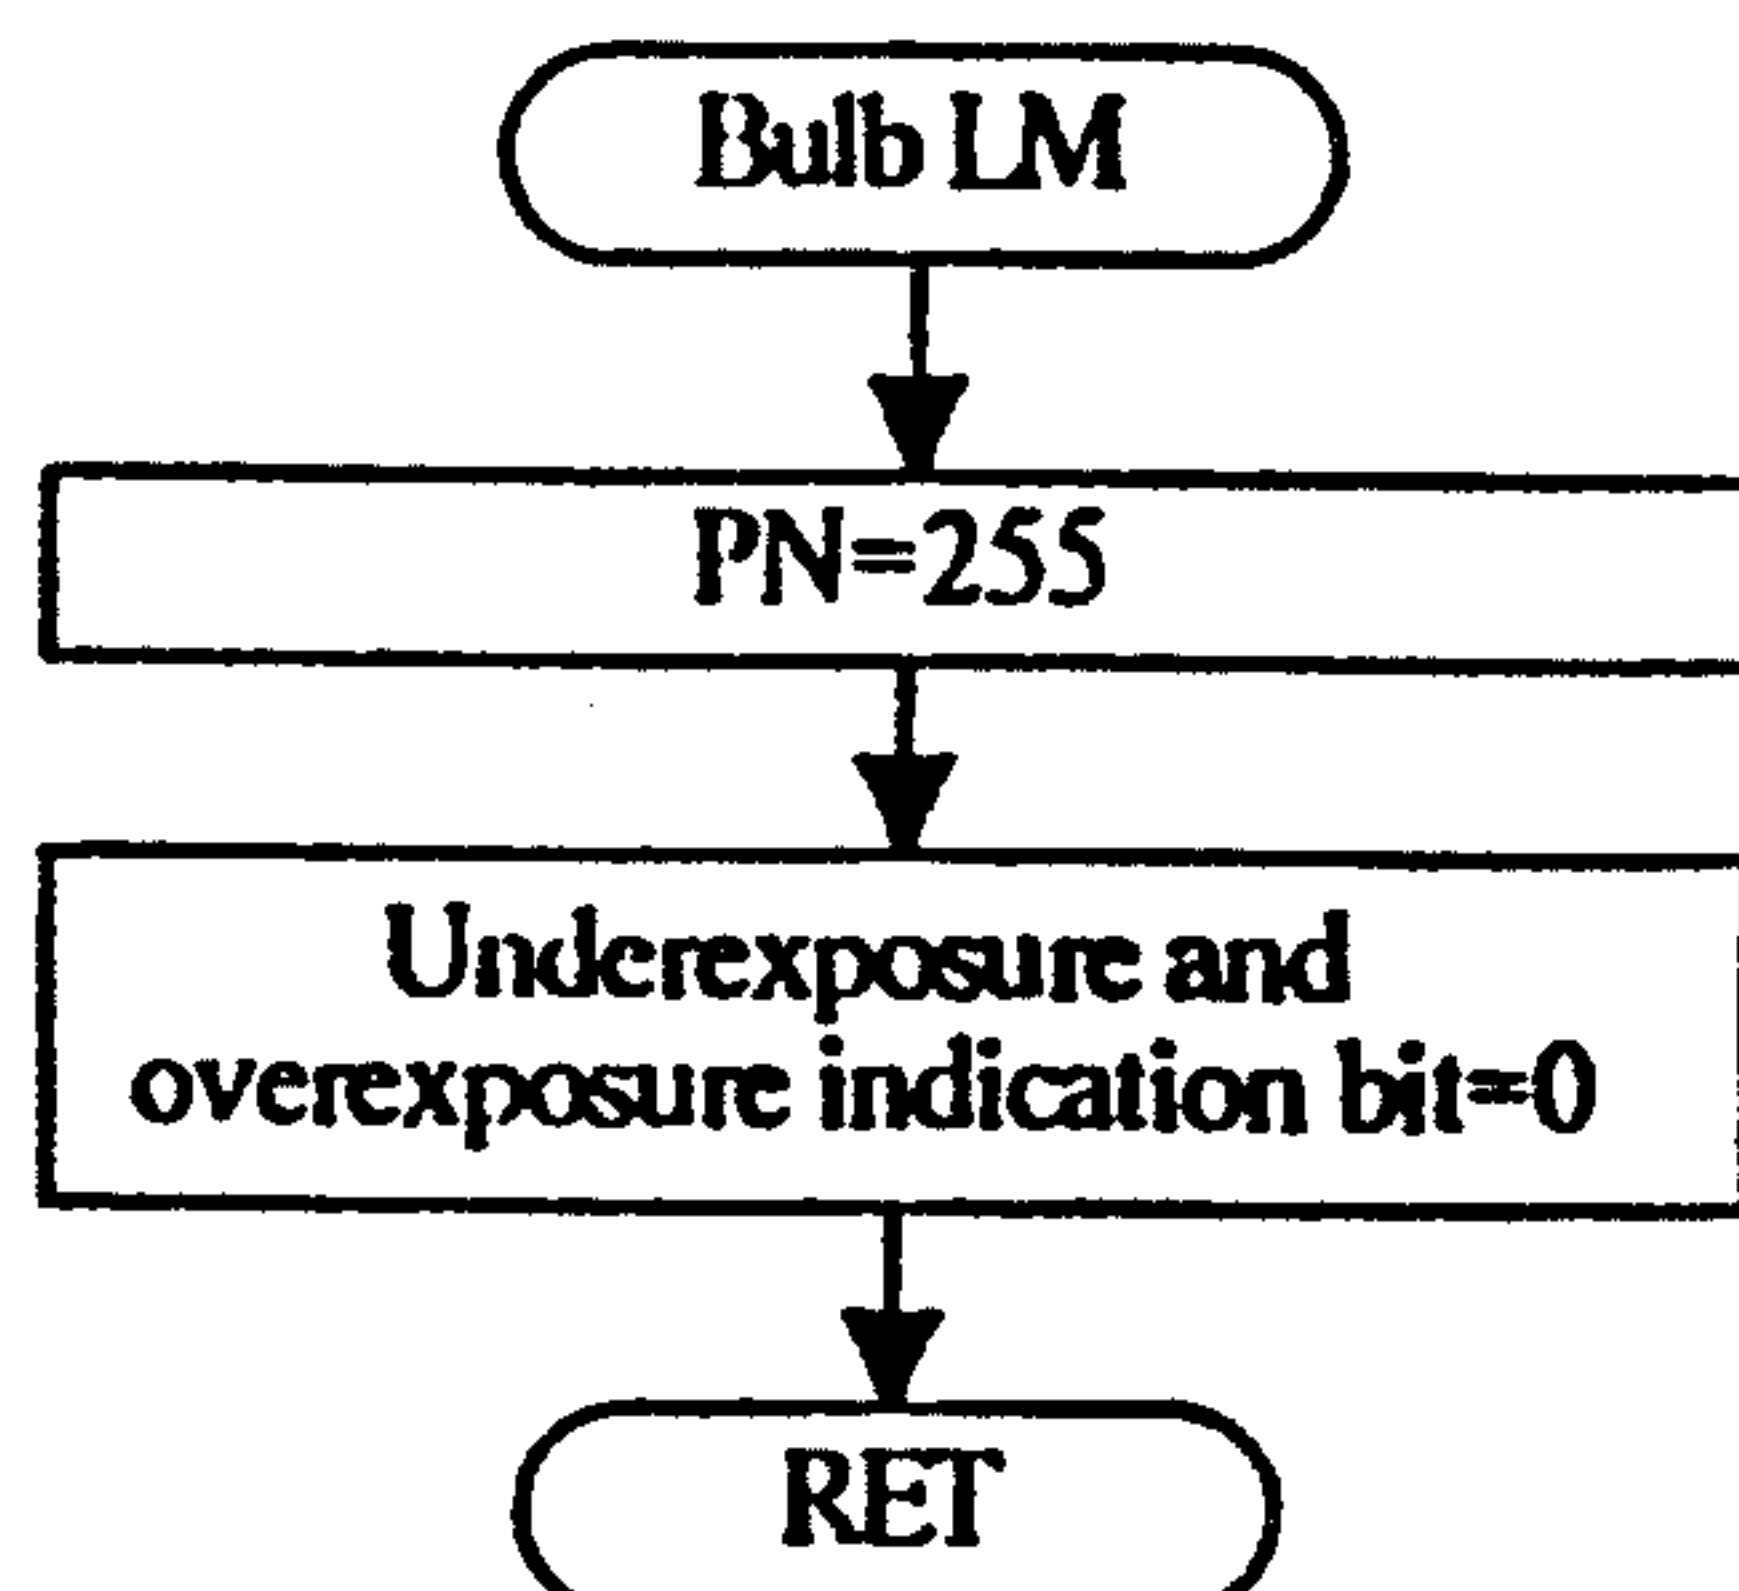 Bulb LM
PN=255
Underexposure and
overexposure indication bit=0
RET